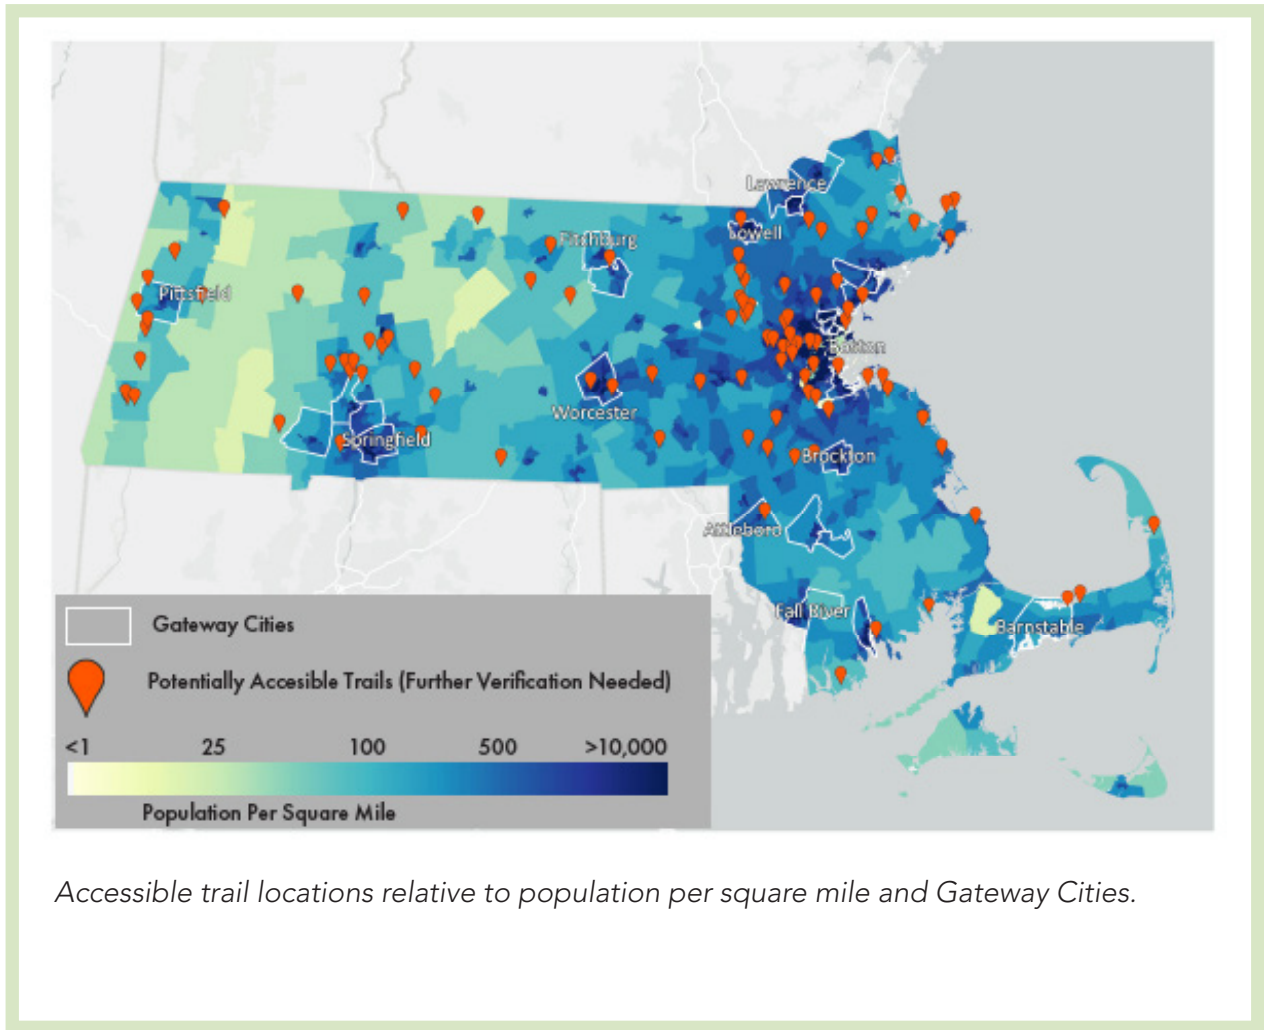 Lawrence
Lowell
Fitchburg
Pittsfield
Boston
Worcester
Springfield
Brockton
Attleboro
Fall River
Barnstable
Gateway Cities
Potentially Accesible Trails (Further Verification Needed)
<1 25 100 500 >10,000
Population Per Square Mile
Accessible trail locations relative to population per square mile and Gateway Cities.